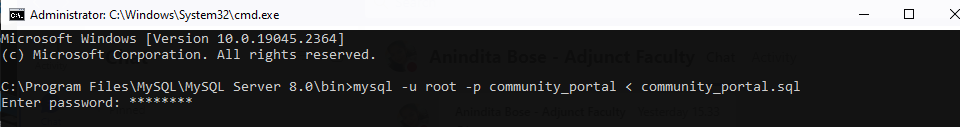 Administrator: C:\Windows\System32\cmd.exe
Microsoft Windows [Version 10.0.19045.2364]
(c) Microsoft Corporation. All rights reserved.
Anindita Bose - Adjunct Faculty Chat
C:\Program Files\MySQL\MySQL Server 8.0\bin>mysql -u root -p community_portal < community_portal.sql
Enter password: ********
Anindita Bose - Adjunct Faculty